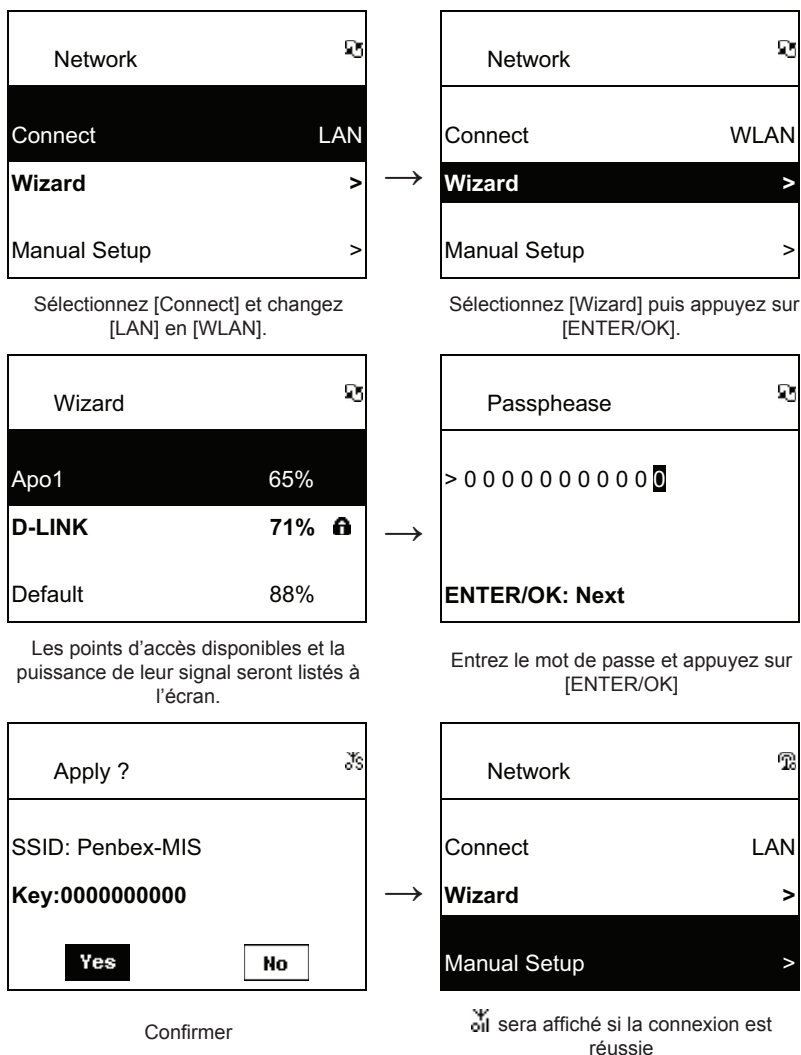 Network
Connect LAN
Wizard >
Manual Setup >
Sélectionnez [Connect] et changez
[LAN] en [WLAN].
→
Network
Connect WLAN
Wizard >
Manual Setup >
Sélectionnez [Wizard] puis appuyez sur
[ENTER/OK].
Wizard
Apo1 65%
D-LINK 71%
Default 88%
Les points d’accès disponibles et la
puissance de leur signal seront listés à
l’écran.
→
Passphease
> 0 0 0 0 0 0 0 0 0 0 0
ENTER/OK: Next
Entrez le mot de passe et appuyez sur
[ENTER/OK]
Apply ?
SSID: Penbex-MIS
Key:0000000000
Yes No
Confirmer
→
Network
Connect LAN
Wizard >
Manual Setup >
sera affiché si la connexion est
réussie